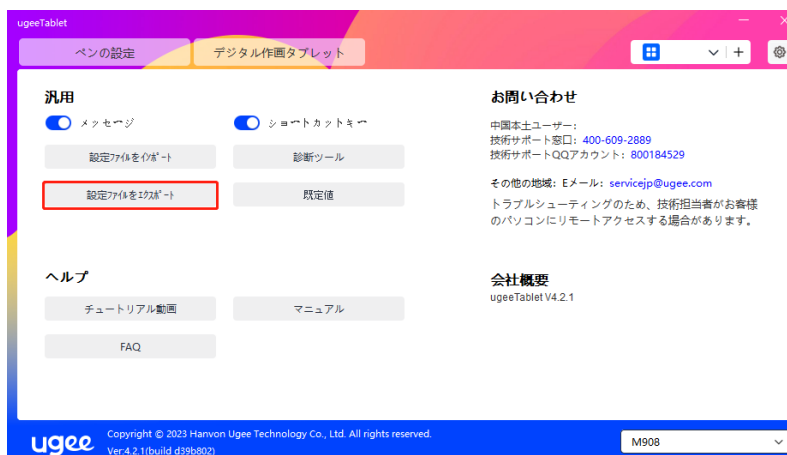 ugeeTablet
ペンの設定
デジタル作画タブレット
汎用
メッセージ
ショートカットキー
設定ファイルをインポート
診断ツール
設定ファイルをエクスポート
既定値
ヘルプ
チュートリアル動画
マニュアル
FAQ
お問い合わせ
中国本土ユーザー:
技術サポート窓口: 400-609-2889
技術サポートQQアカウント: 800184529
その他の地域: Eメール: servicejp@ugee.com
トラブルシューティングのため、技術担当者がお客様
のパソコンにリモートアクセスする場合があります。
会社概要
ugeeTablet V4.2.1
ugee
Copyright © 2023 Hanvon Ugee Technology Co., Ltd. All rights reserved.
Ver:4.2.1(build d39b802)
M908